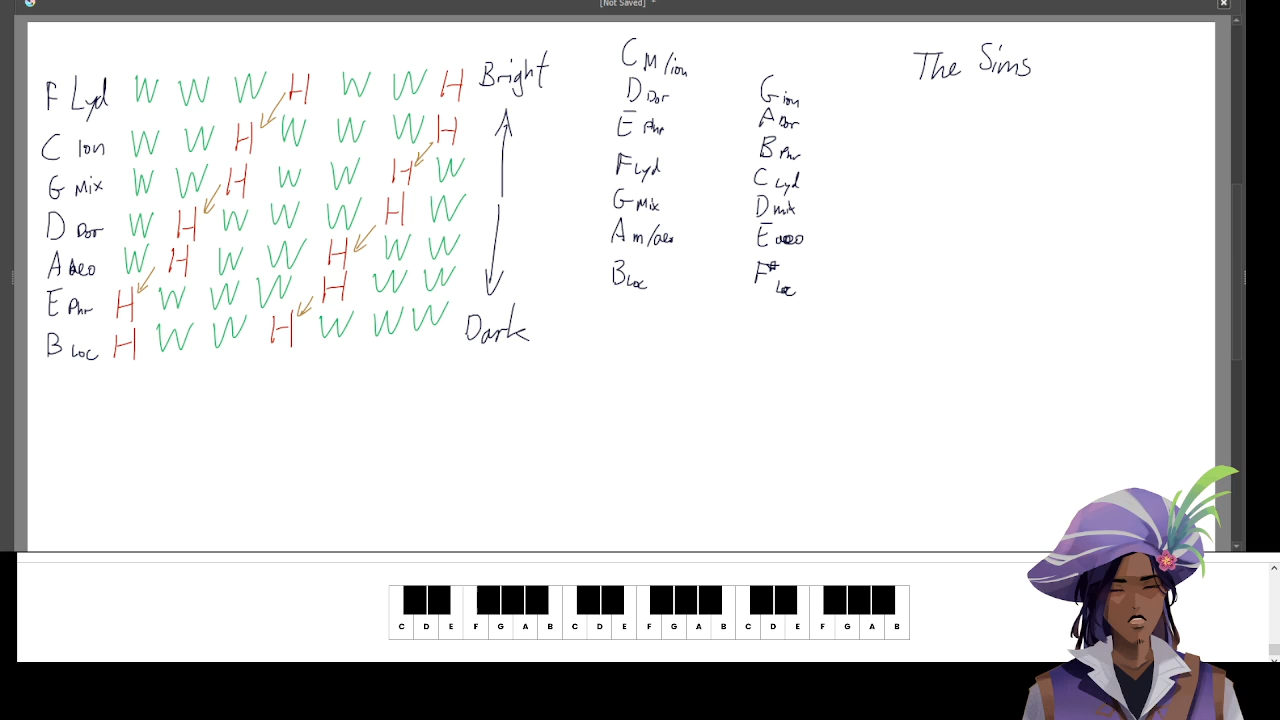 [Not Saved] *
F Lyd W W W H W W H Bright
C Ion W W H W W W H
G Mix W W H W W H W
D Dor W H W W W H W
A Aeo W H W W H W W
E Phr H W W W H W W
B Loc H W W H W W W
Dark
C M/ion
D Dor
E Phr
F Lyd
G Mix
A m/aeo
B Loc
G ion
A Dor
B Phr
C Lyd
D mix
E aeo
F# Loc
The Sims
C D E F G A B C D E F G A B C D E F G A B